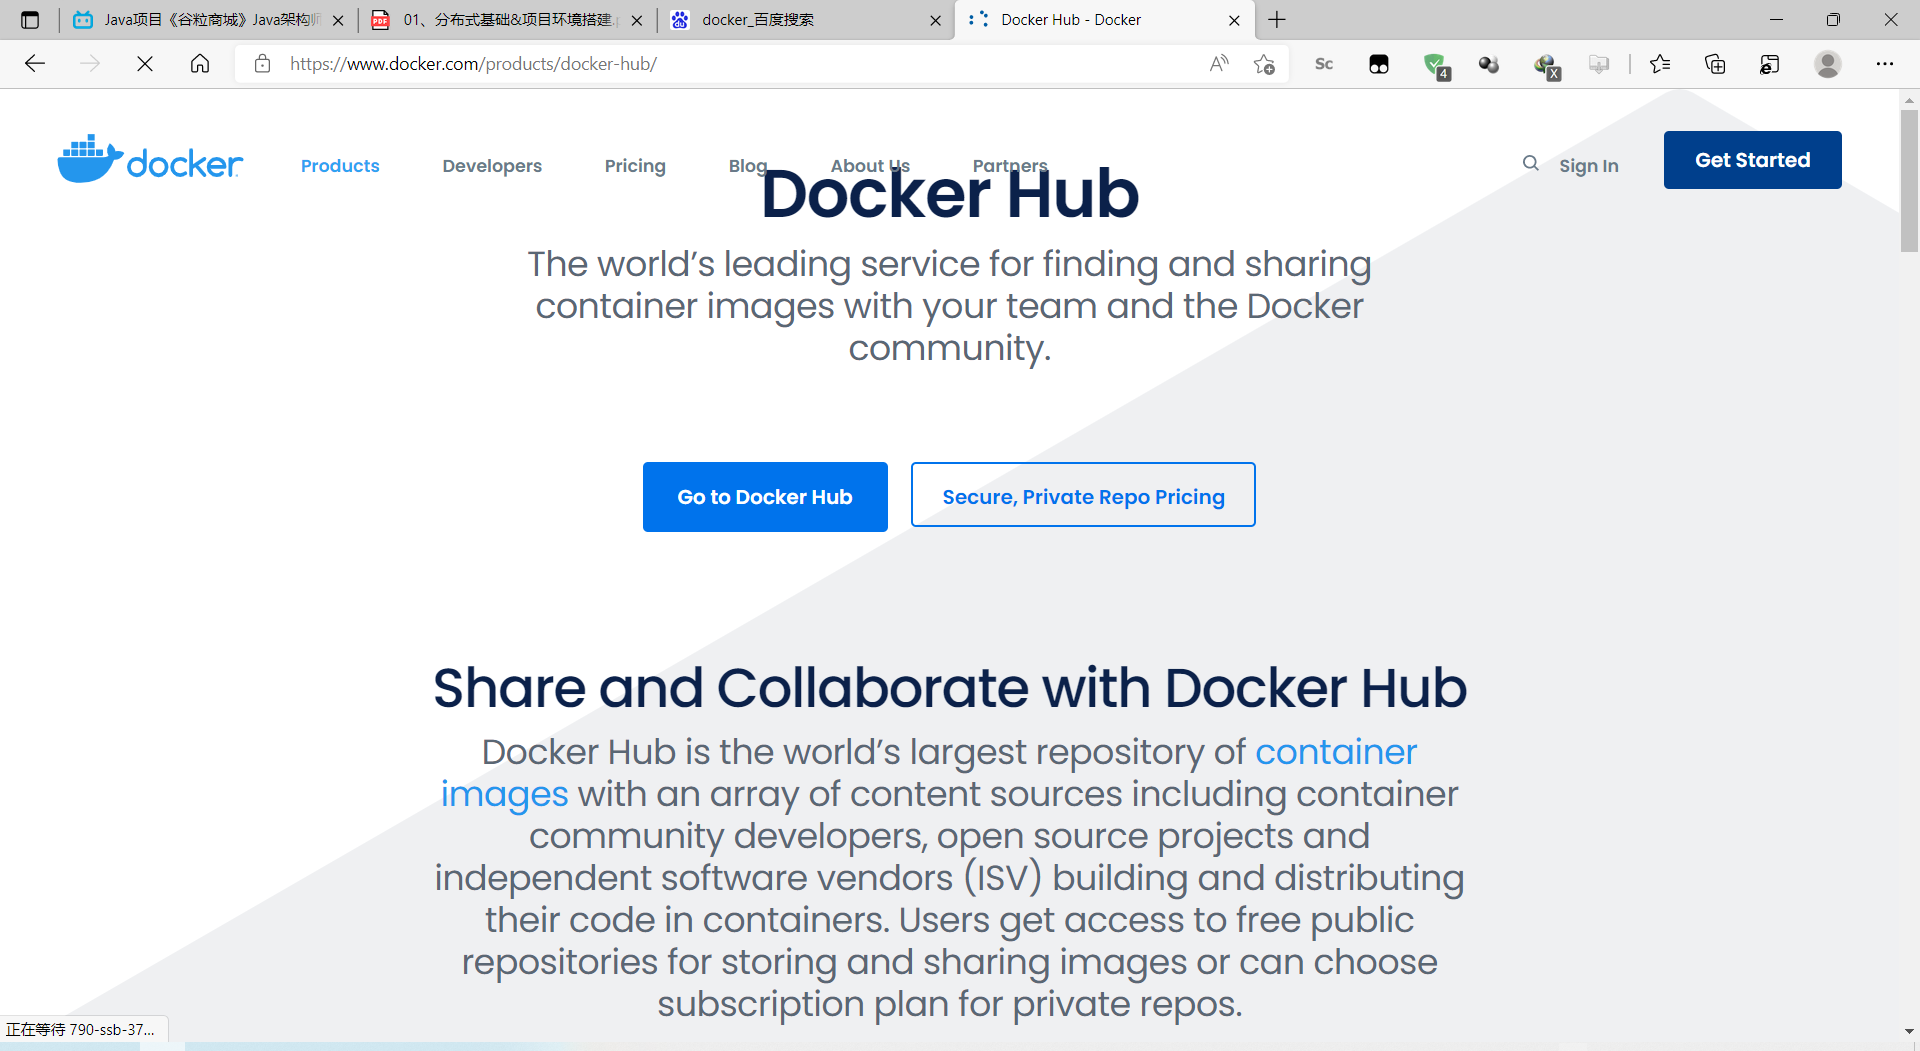 Java项目《谷粒商城》Java架构师
01、分布式基础&项目环境搭建.p
docker_百度搜索
Docker Hub - Docker
https://www.docker.com/products/docker-hub/
Sc
4
X
docker
Products
Developers
Pricing
Blog
About Us
Partners
Sign In
Get Started
Docker Hub
The world’s leading service for finding and sharing
container images with your team and the Docker
community.
Go to Docker Hub
Secure, Private Repo Pricing
Share and Collaborate with Docker Hub
Docker Hub is the world’s largest repository of container
images with an array of content sources including container
community developers, open source projects and
independent software vendors (ISV) building and distributing
their code in containers. Users get access to free public
repositories for storing and sharing images or can choose
subscription plan for private repos.
正在等待 790-ssb-37...